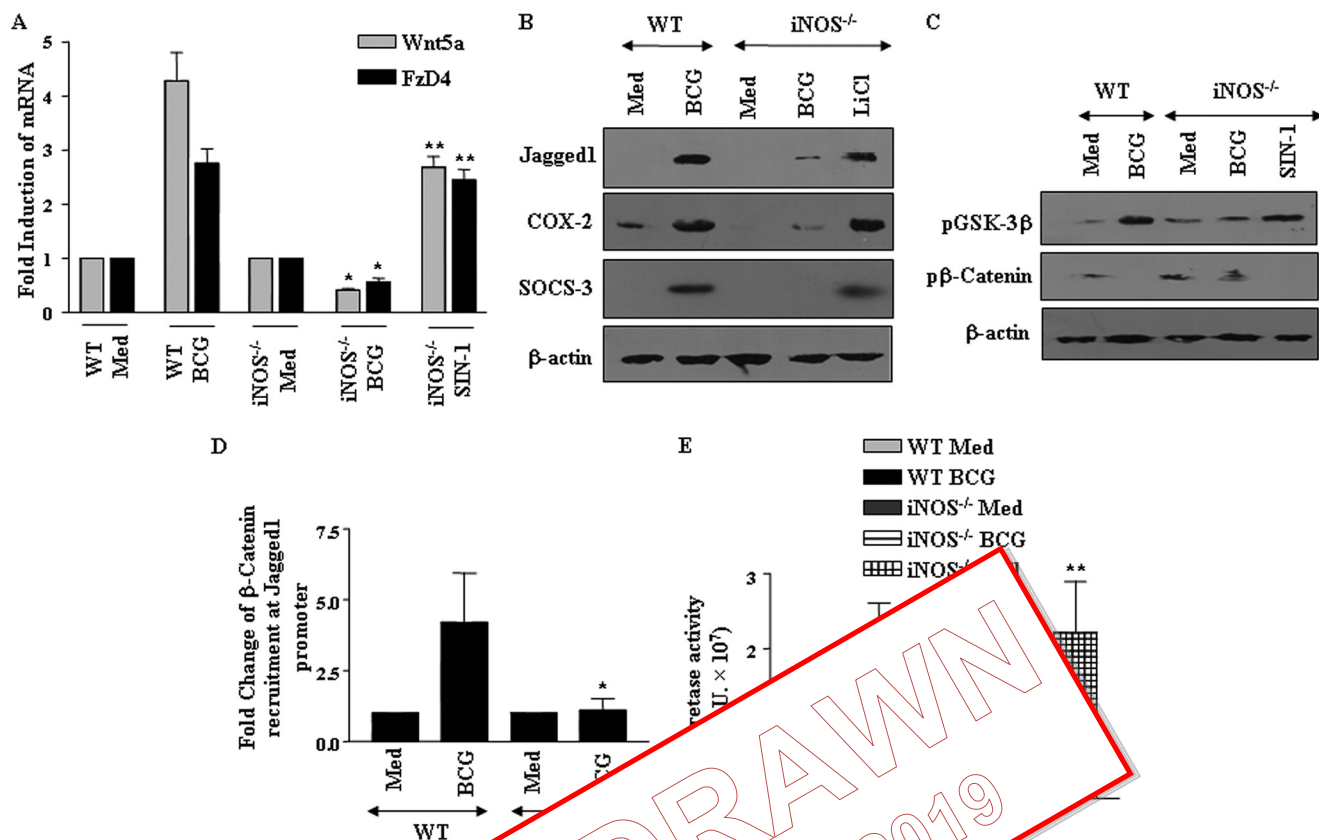 A
Wnt5a
FzD4
Fold Induction of mRNA
5
4
3
2
1
0
** **
* *
WT Med
WT BCG
iNOS-/- Med
iNOS-/- BCG
iNOS-/- SIN-1
B
WT iNOS-/-
Med BCG Med BCG LiCl
Jagged1
COX-2
SOCS-3
β-actin
C
WT iNOS-/-
Med BCG Med BCG SIN-1
pGSK-3β
pβ-Catenin
β-actin
D
Fold Change of β-Catenin
recruitment at Jagged1
promoter
7.5
5.0
2.5
0.0
*
Med BCG Med
WT
E
WT Med
WT BCG
iNOS-/- Med
iNOS-/- BCG
iNOS
activity
× 10⁷)
3
2
**
2019